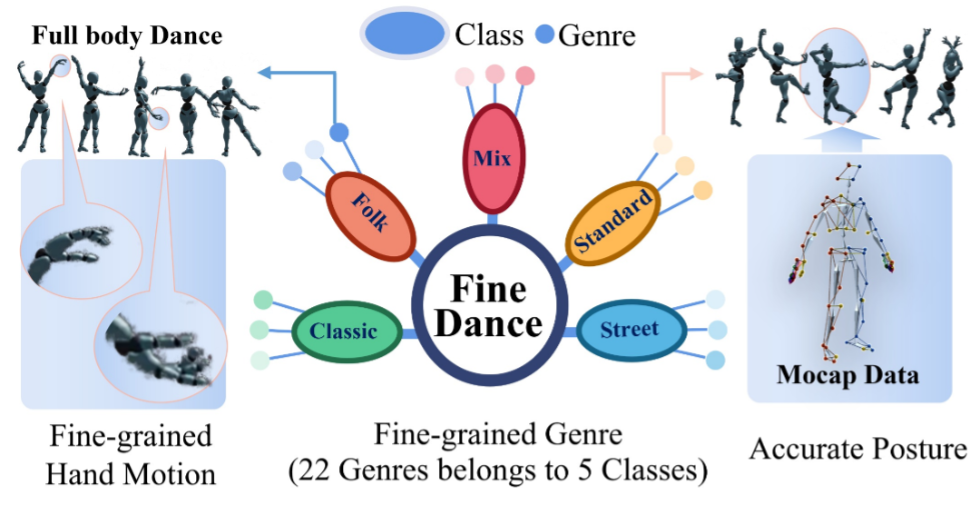 Full body Dance
Class
Genre
Mix
Folk
Standard
Fine
Dance
Classic
Street
Mocap Data
Fine-grained
Hand Motion
Fine-grained Genre
(22 Genres belongs to 5 Classes)
Accurate Posture